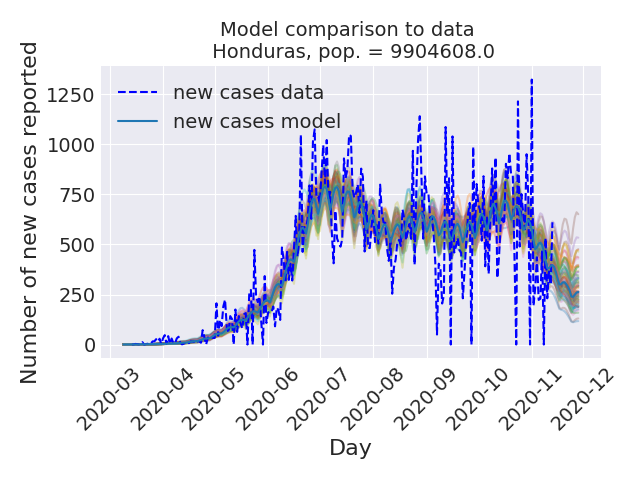 Model comparison to data
Honduras, pop. = 9904608.0
Number of new cases reported
1250
1000
750
500
250
0
new cases data
new cases model
2020-03
2020-04
2020-05
2020-06
2020-07
2020-08
2020-09
2020-10
2020-11
2020-12
Day